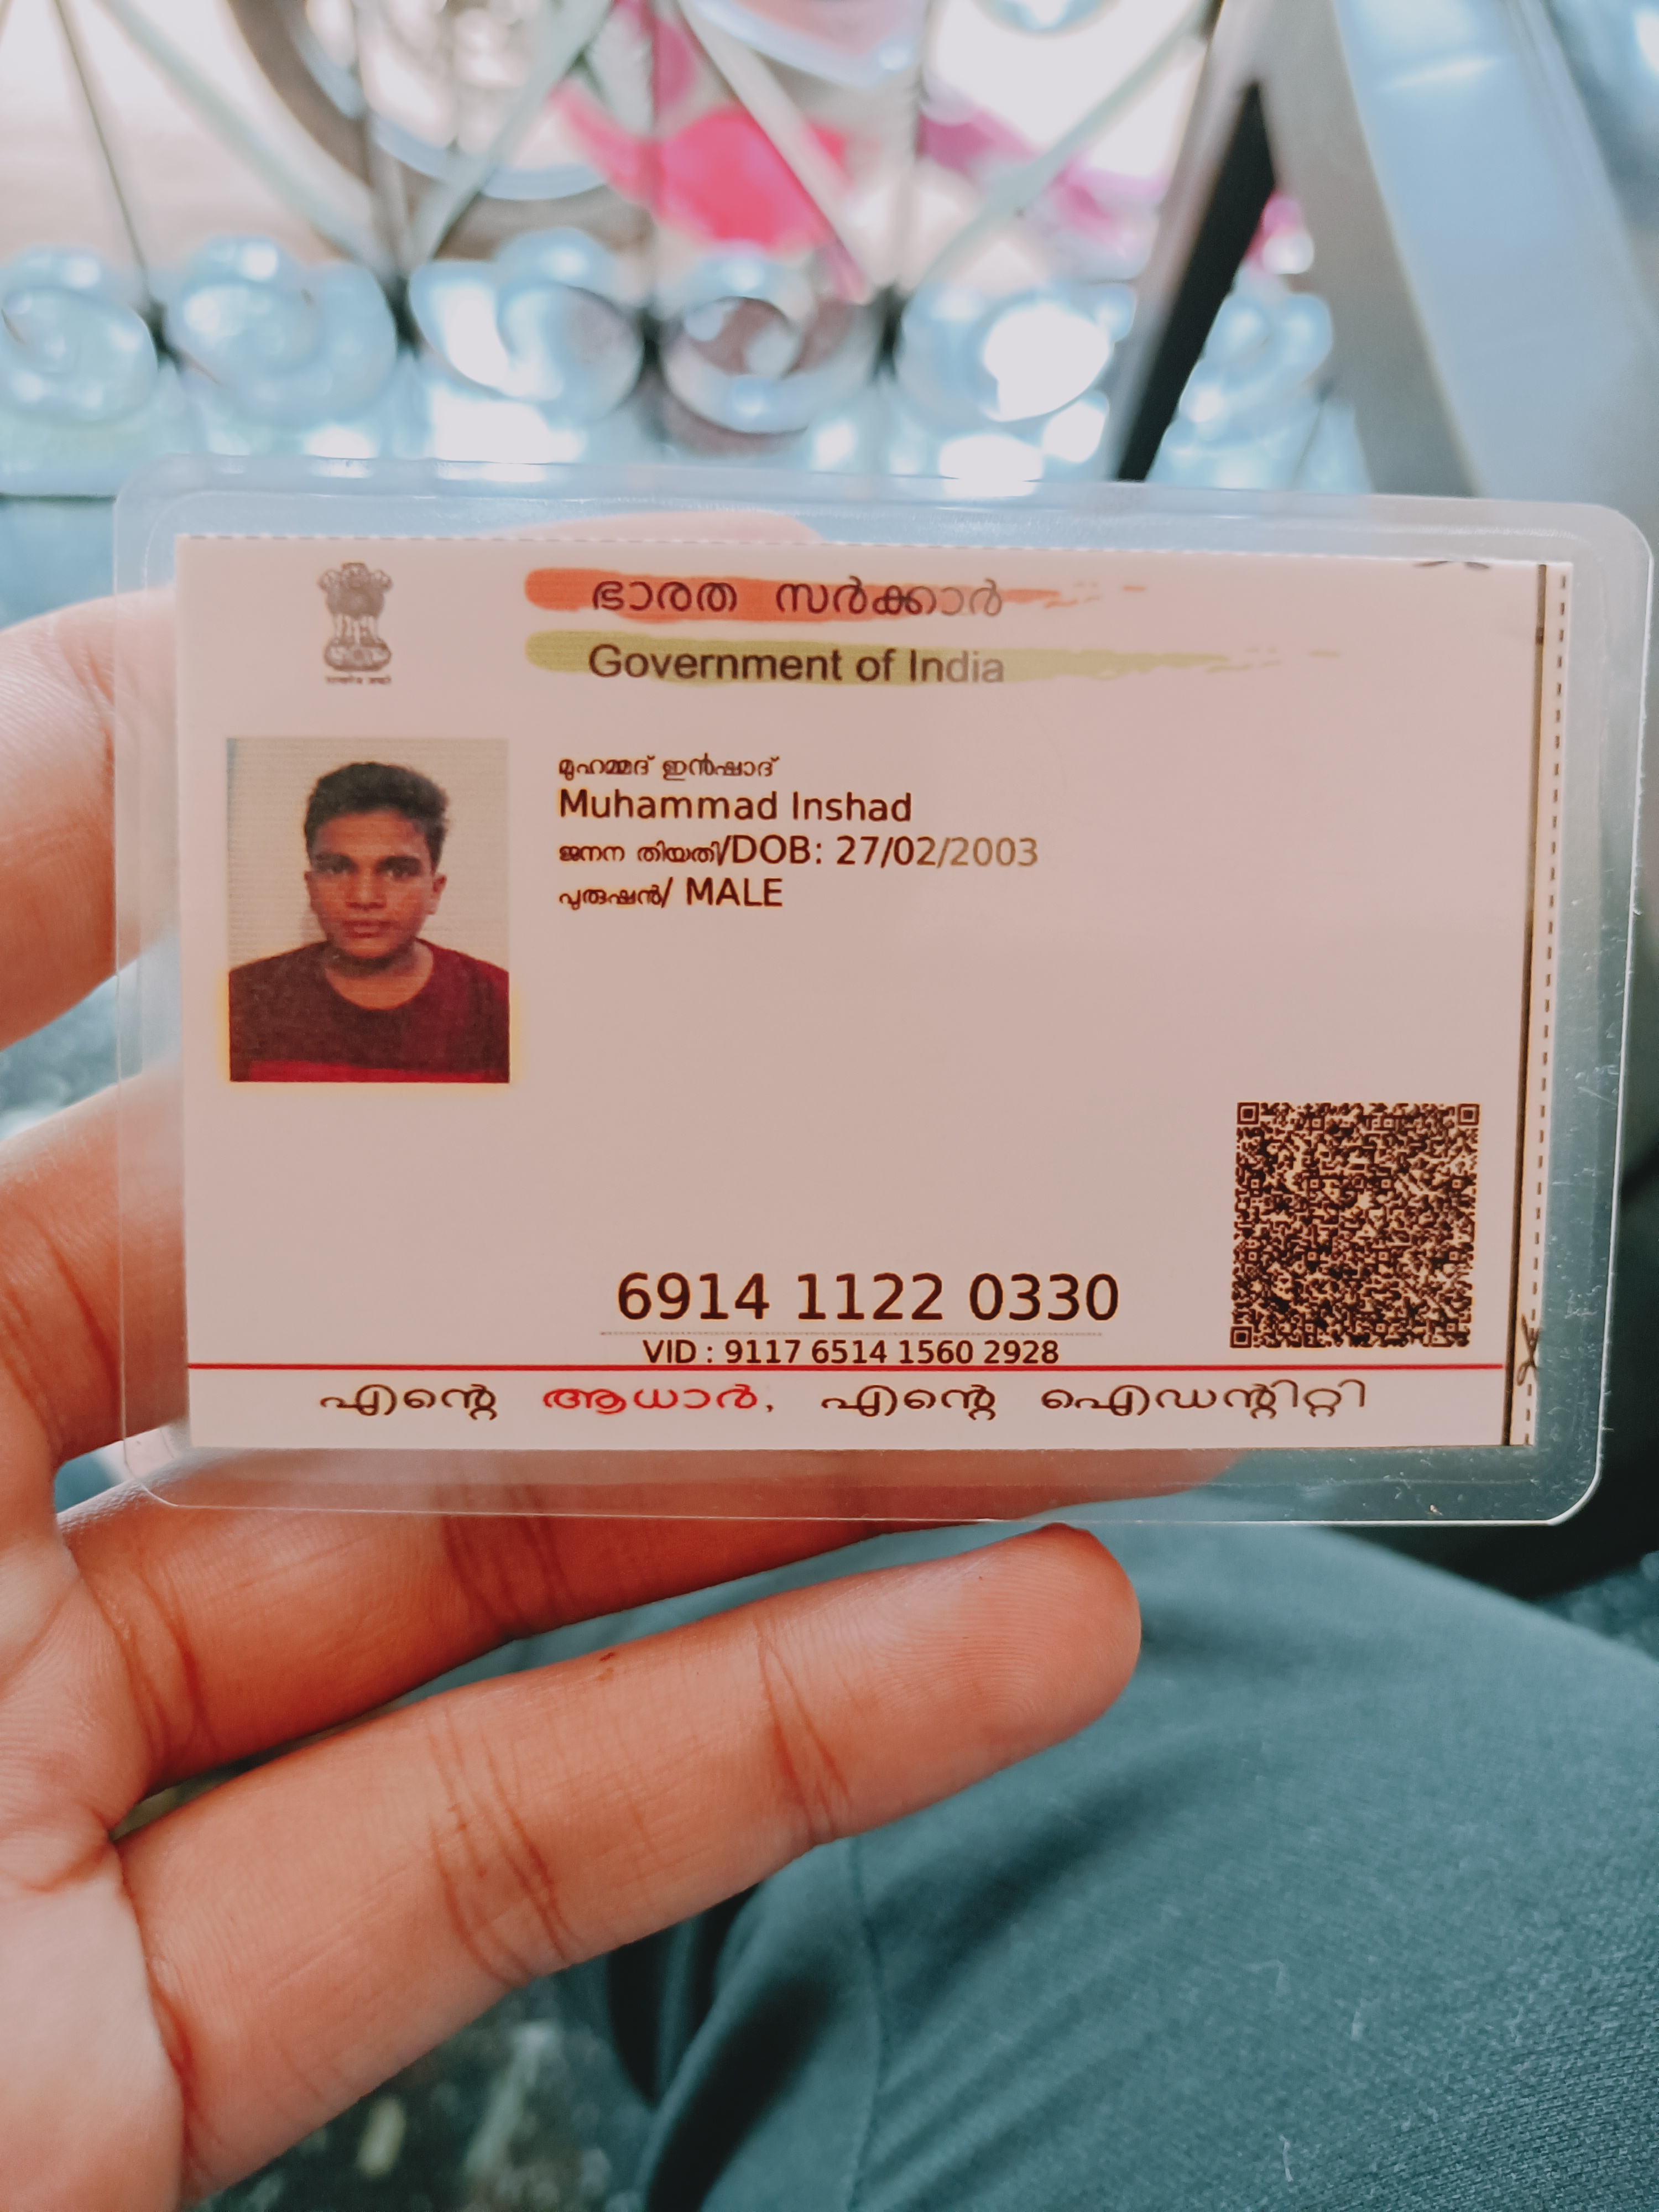 ഭാരത സർക്കാർ
Government of India
മുഹമ്മദ് ഇൻഷാദ്
Muhammad Inshad
ജനന തിയതി/DOB: 27/02/2003
പുരുഷൻ/ MALE
6914 1122 0330
VID : 9117 6514 1560 2928
എന്റെ ആധാർ, എന്റെ ഐഡന്റിറ്റി